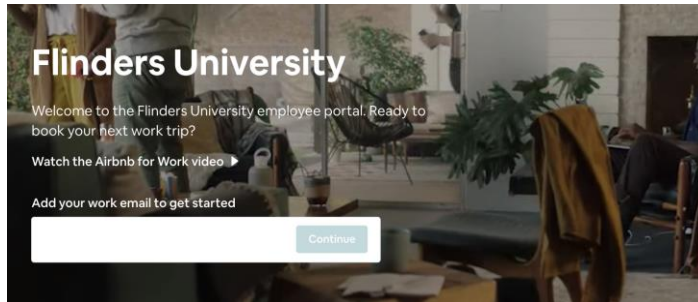 Flinders University
Welcome to the Flinders University employee portal. Ready to
book your next work trip?
Watch the Airbnb for Work video
Add your work email to get started
Continue